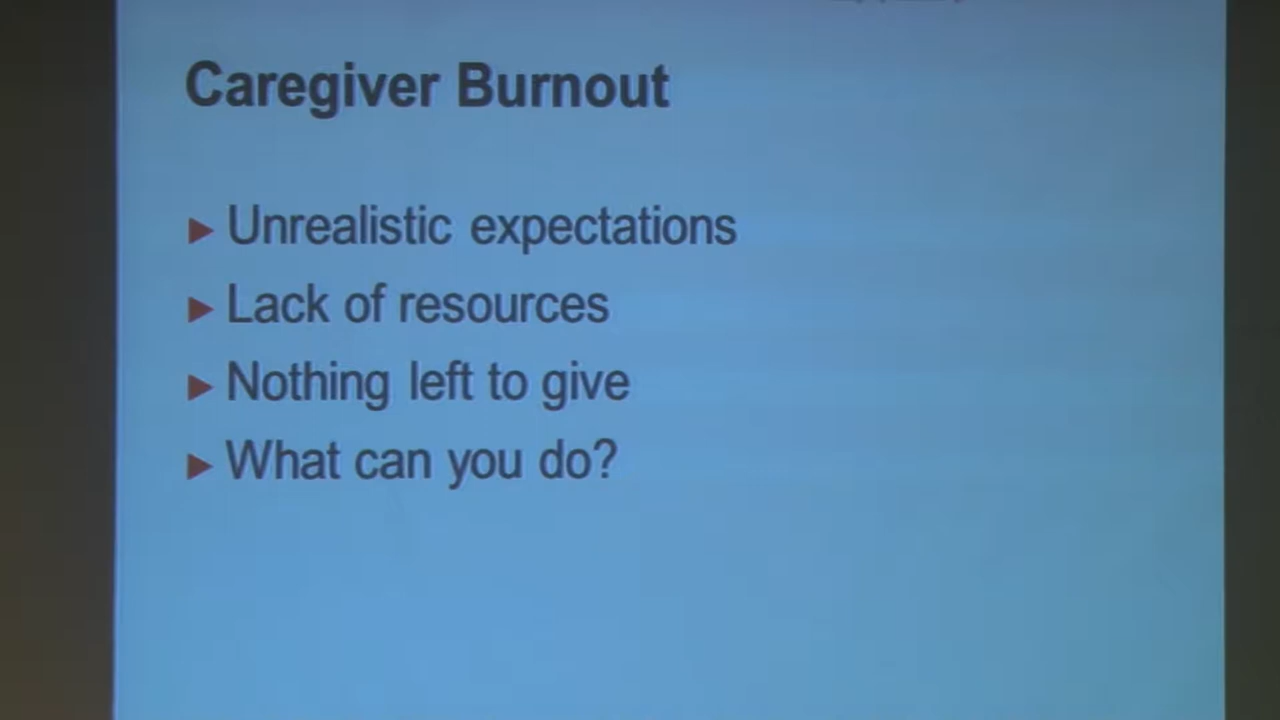 Caregiver Burnout
▶ Unrealistic expectations
▶ Lack of resources
▶ Nothing left to give
▶ What can you do?